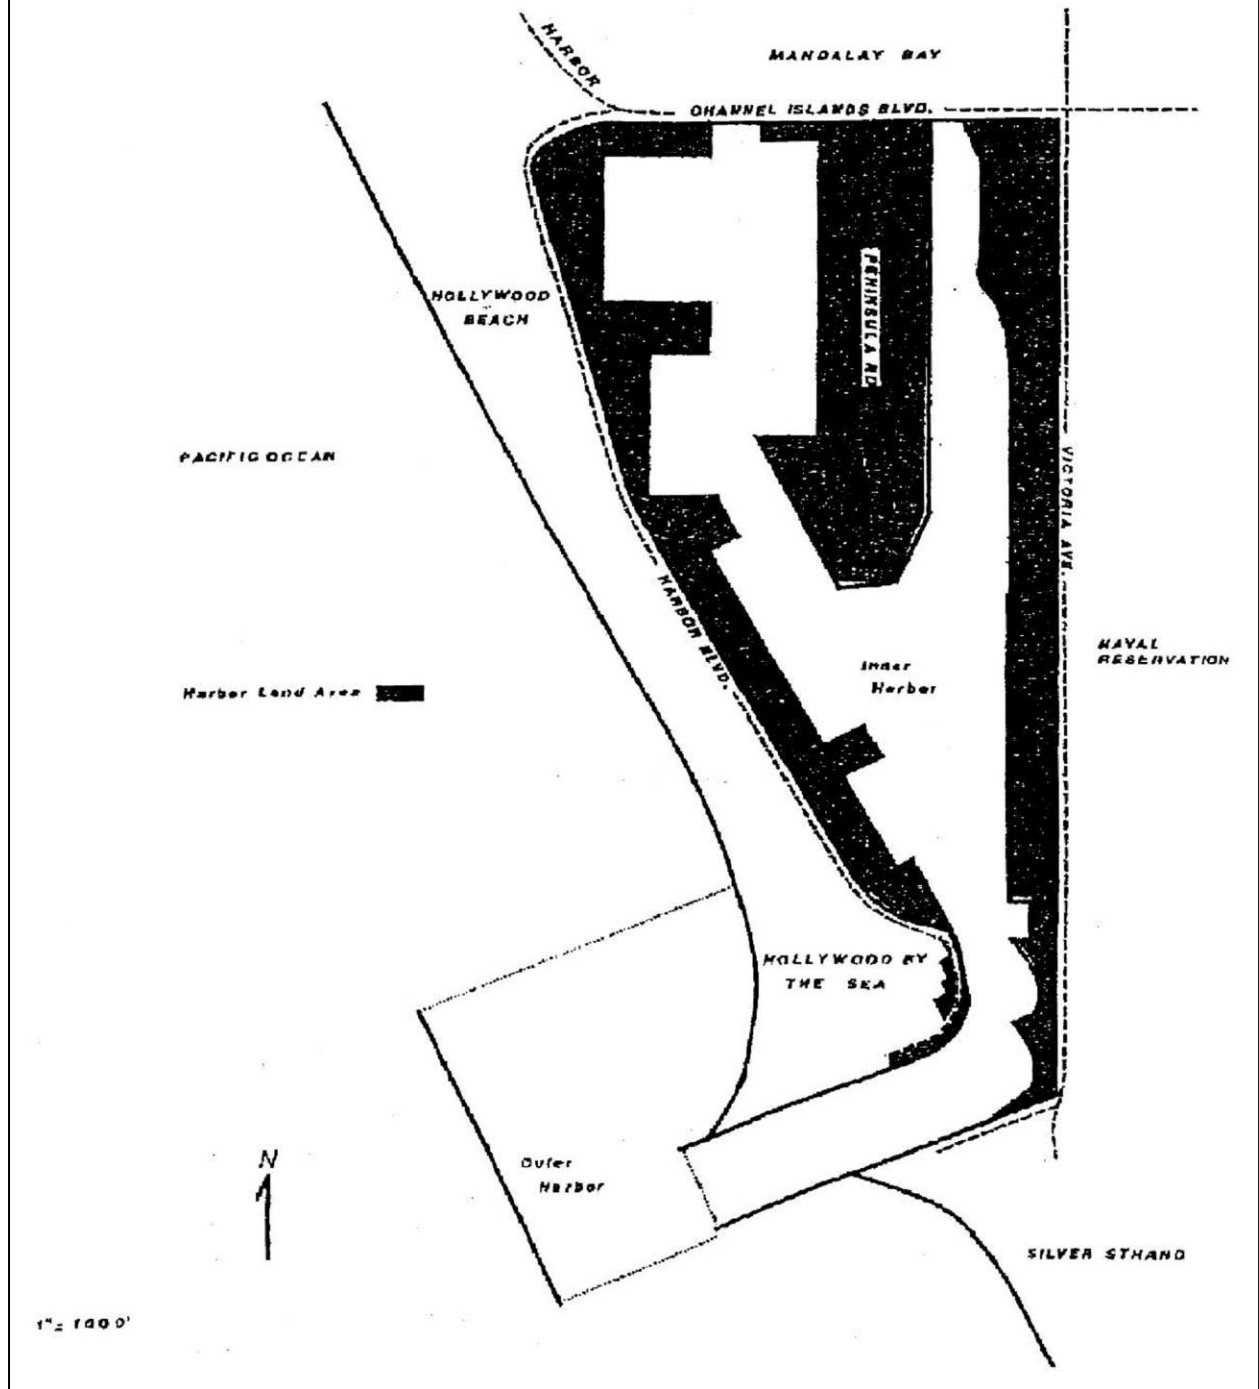 HARBOR
MANDALAY BAY
CHANNEL ISLANDS BLVD.
PENINSULA RD
HOLLYWOOD
BEACH
PACIFIC OCEAN
VICTORIA AVE.
HARBOR BLVD.
NAVAL
RESERVATION
Inner
Harbor
Harbor Land Area
HOLLYWOOD BY
THE SEA
N
Outer
Harbor
SILVER STRAND
1"= 1000'